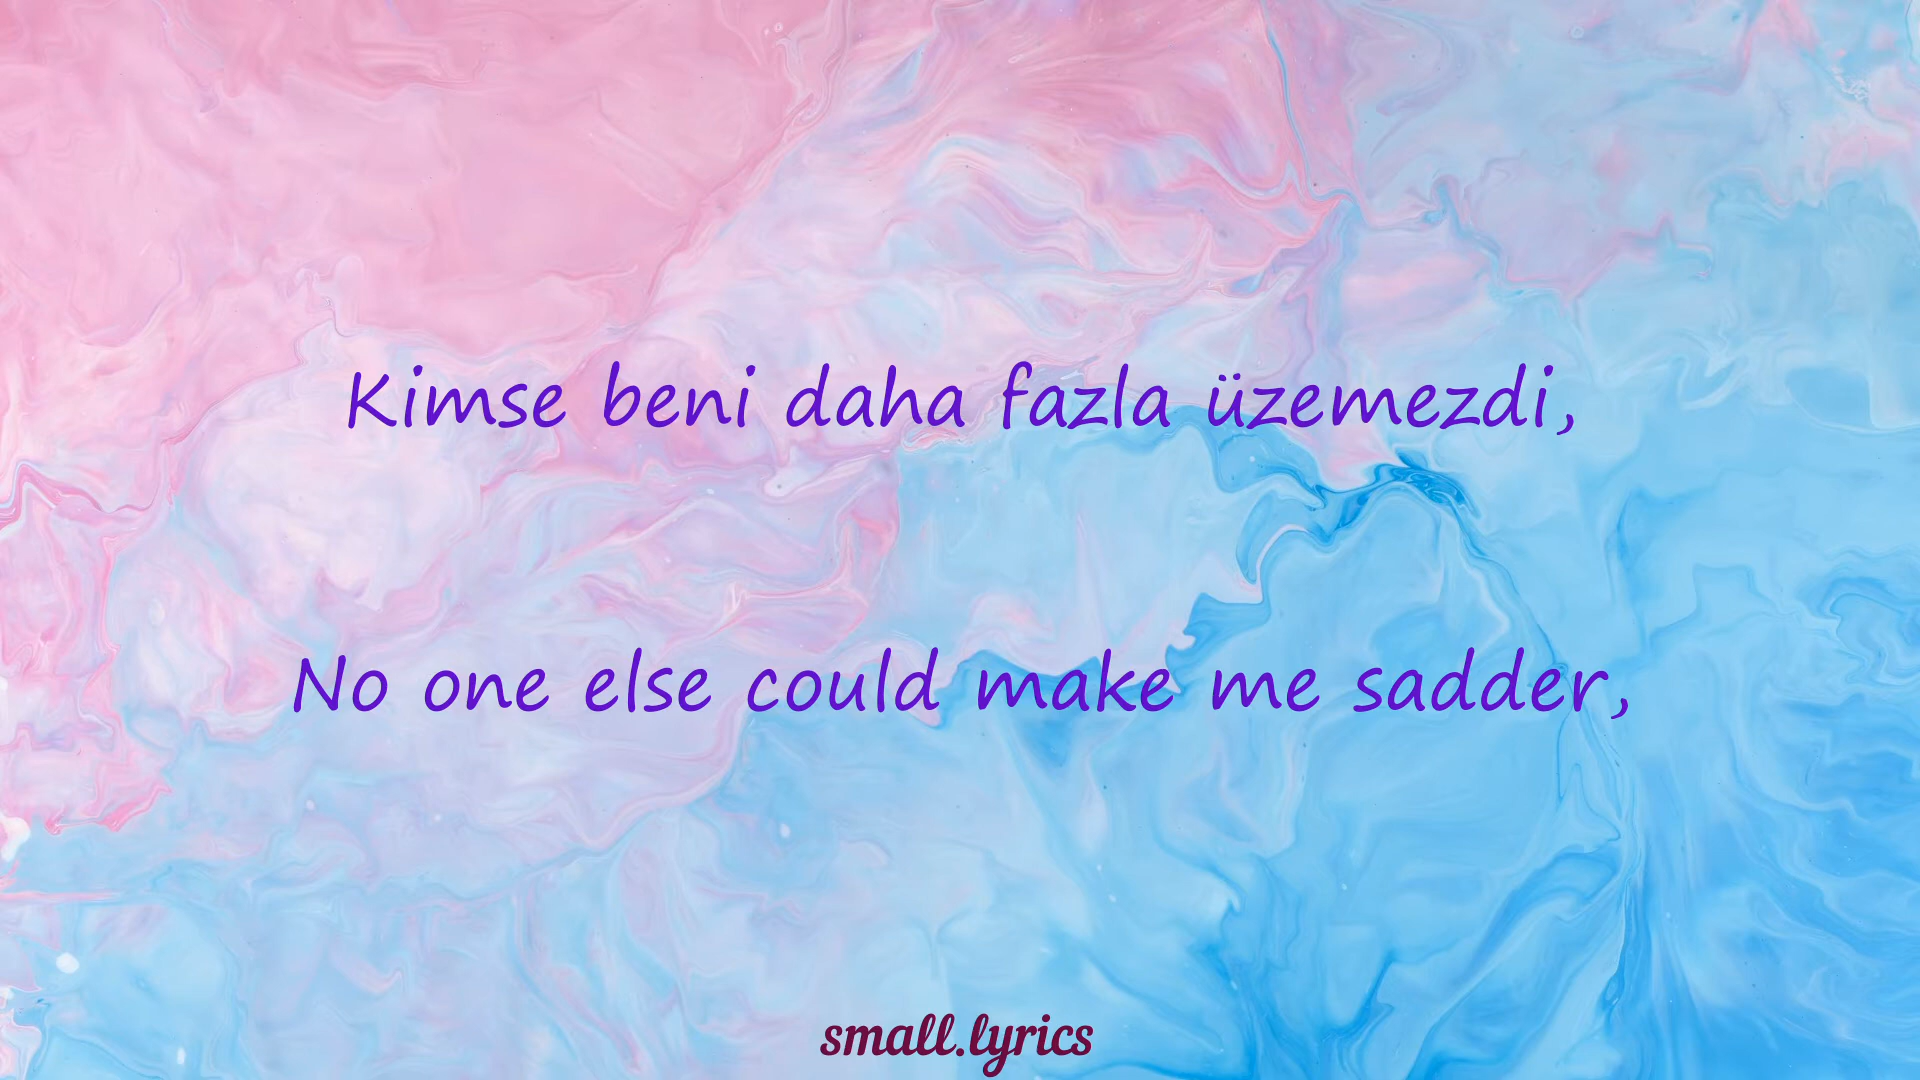 Kimse beni daha fazla üzemezdi,
No one else could make me sadder,
small.lyrics